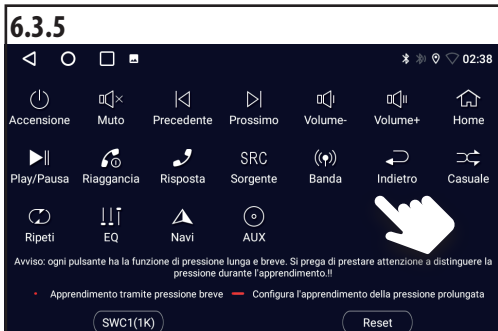 6.3.5
02:38
Accensione Muto Precedente Prossimo Volume- Volume+ Home
SRC
Play/Pausa Riaggancia Risposta Sorgente Banda Indietro Casuale
Ripeti EQ Navi AUX
Avviso: ogni pulsante ha la funzione di pressione lunga e breve. Si prega di prestare attenzione a distinguere la
pressione durante l'apprendimento.!!
Apprendimento tramite pressione breve Configura l'apprendimento della pressione prolungata
SWC1(1K) Reset